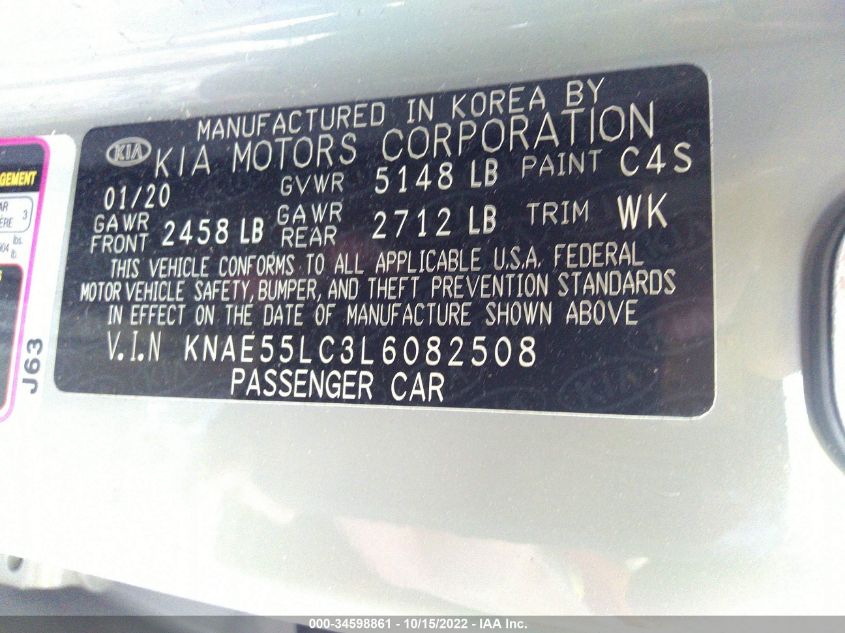 MANUFACTURED IN KOREA BY
KIA KIA MOTORS CORPORATION
01/20 GVWR 5148 LB PAINT C4S
GAWR FRONT 2458 LB GAWR REAR 2712 LB TRIM WK
THIS VEHICLE CONFORMS TO ALL APPLICABLE U.S.A. FEDERAL
MOTOR VEHICLE SAFETY, BUMPER, AND THEFT PREVENTION STANDARDS
IN EFFECT ON THE DATE OF MANUFACTURE SHOWN ABOVE
V.I.N KNAE55LC3L6082508
PASSENGER CAR
J63
3
lbs.
000-34598861 - 10/15/2022 - IAA Inc.